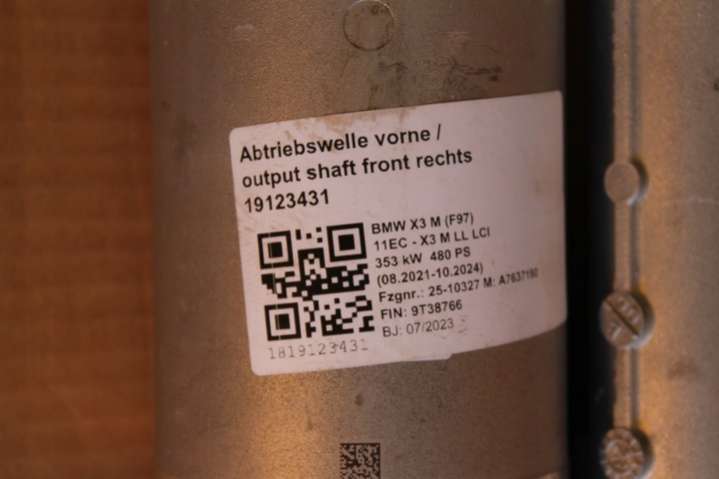 Abtriebswelle vorne /
output shaft front rechts
19123431
BMW X3 M (F97)
11EC - X3 M LL LCI
353 kW 480 PS
(08.2021-10.2024)
Fzgnr.: 25-10327 M: A7637180
FIN: 9T38766
BJ: 07/2023
1819123431